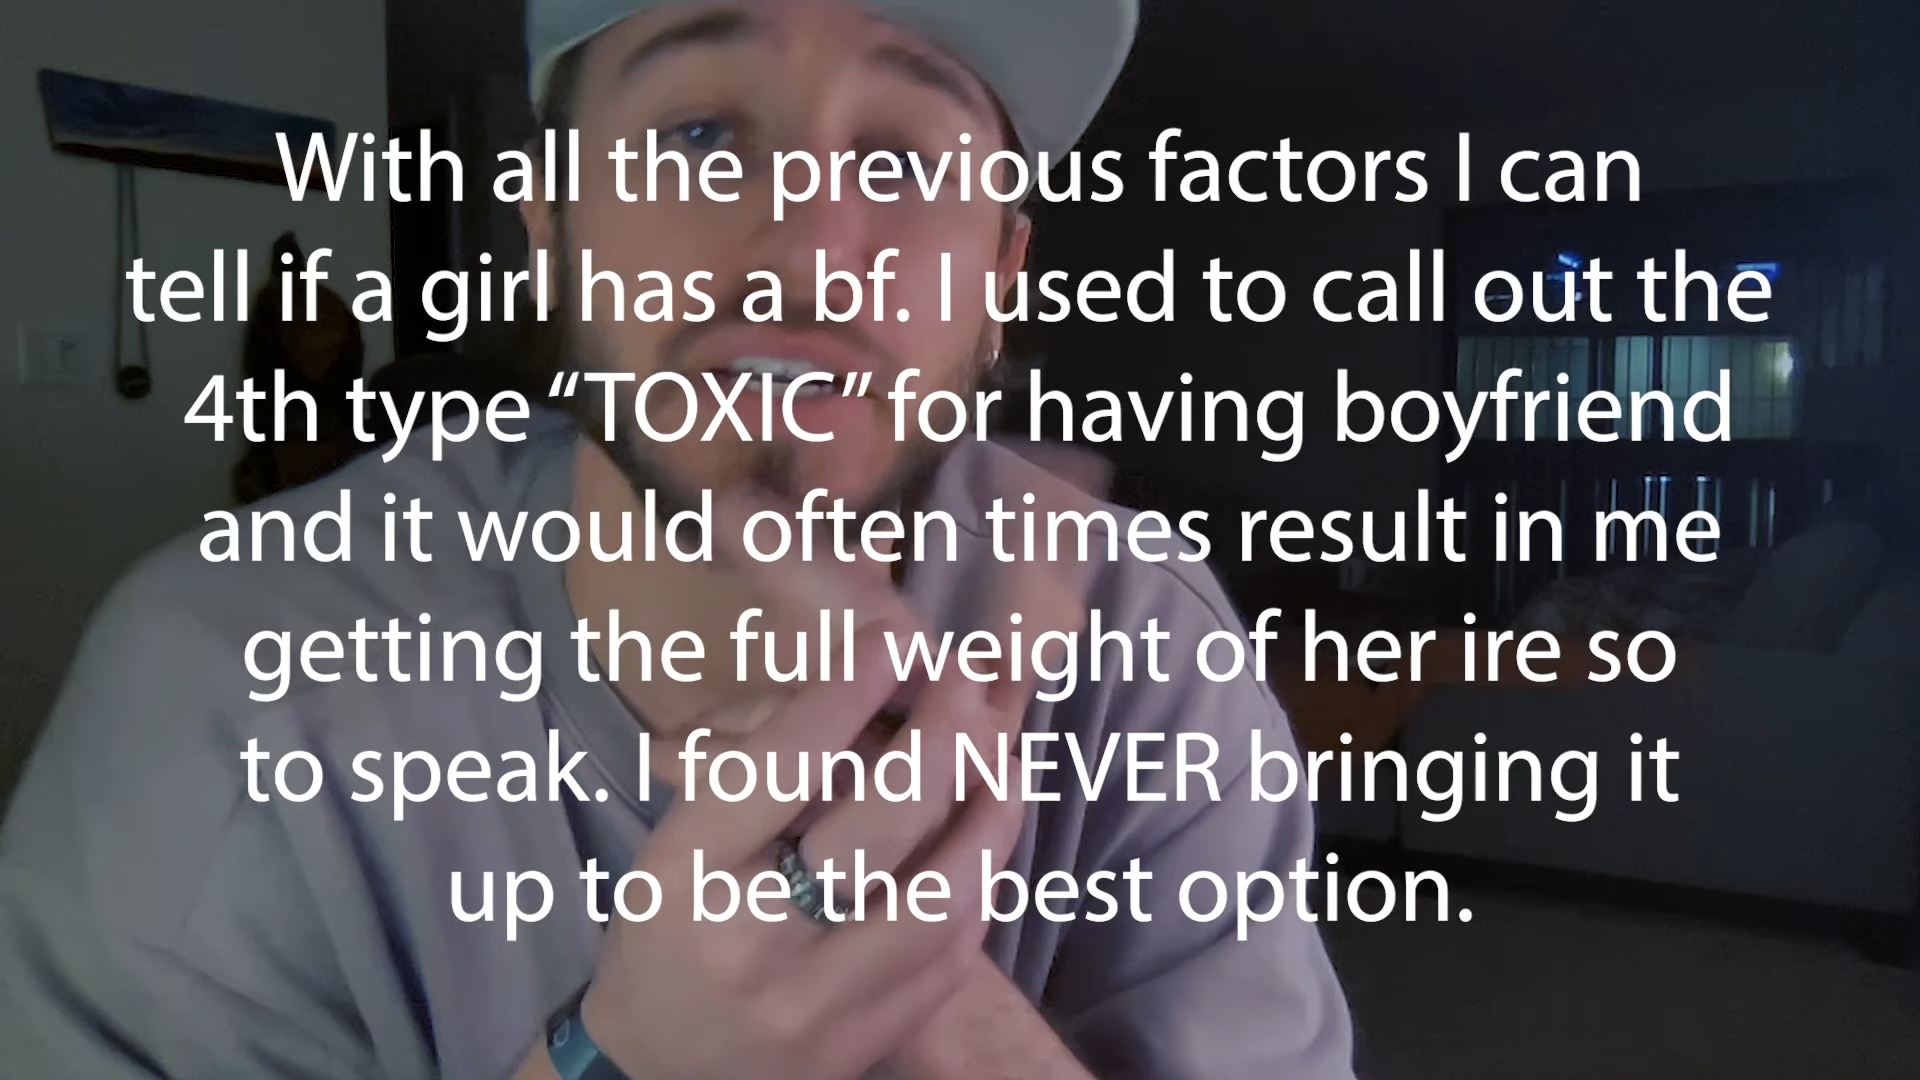 With all the previous factors I can
tell if a girl has a bf. I used to call out the
4th type “TOXIC” for having boyfriend
and it would often times result in me
getting the full weight of her ire so
to speak. I found NEVER bringing it
up to be the best option.